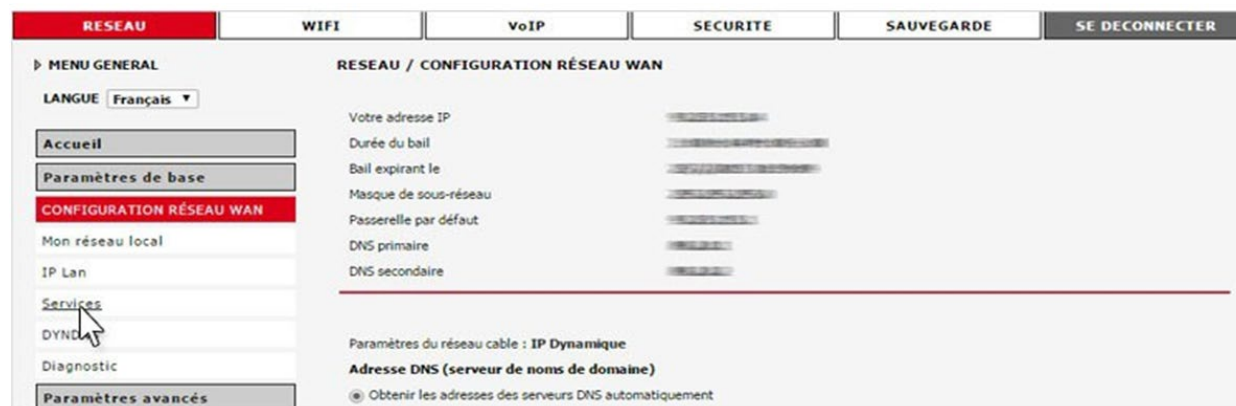 RESEAU WIFI VoIP SECURITE SAUVEGARDE SE DECONNECTER
MENU GENERAL
LANGUE Français
Accueil
Paramètres de base
CONFIGURATION RÉSEAU WAN
Mon réseau local
IP Lan
Services
DYND
Diagnostic
Paramètres avancés
RESEAU / CONFIGURATION RÉSEAU WAN
Votre adresse IP
Durée du bail
Bail expirant le
Masque de sous-réseau
Passerelle par défaut
DNS primaire
DNS secondaire
Paramètres du réseau cable : IP Dynamique
Adresse DNS (serveur de noms de domaine)
Obtenir les adresses des serveurs DNS automatiquement